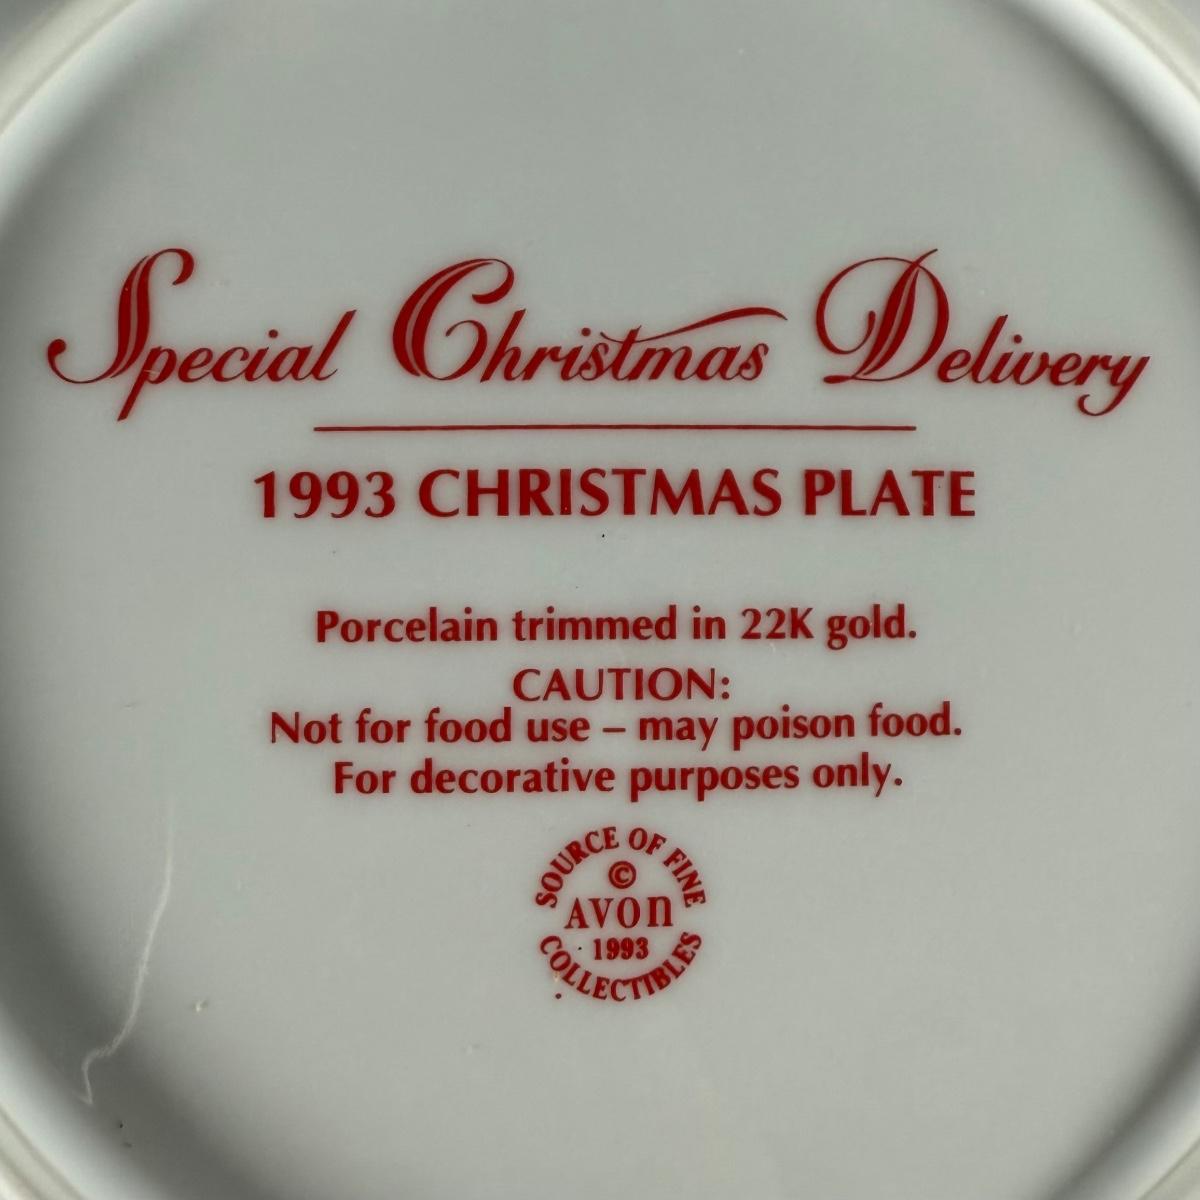 Special Christmas Delivery
1993 CHRISTMAS PLATE
Porcelain trimmed in 22K gold.
CAUTION:
Not for food use – may poison food.
For decorative purposes only.
SOURCE OF FINE
©
AVON
1993
COLLECTIBLES